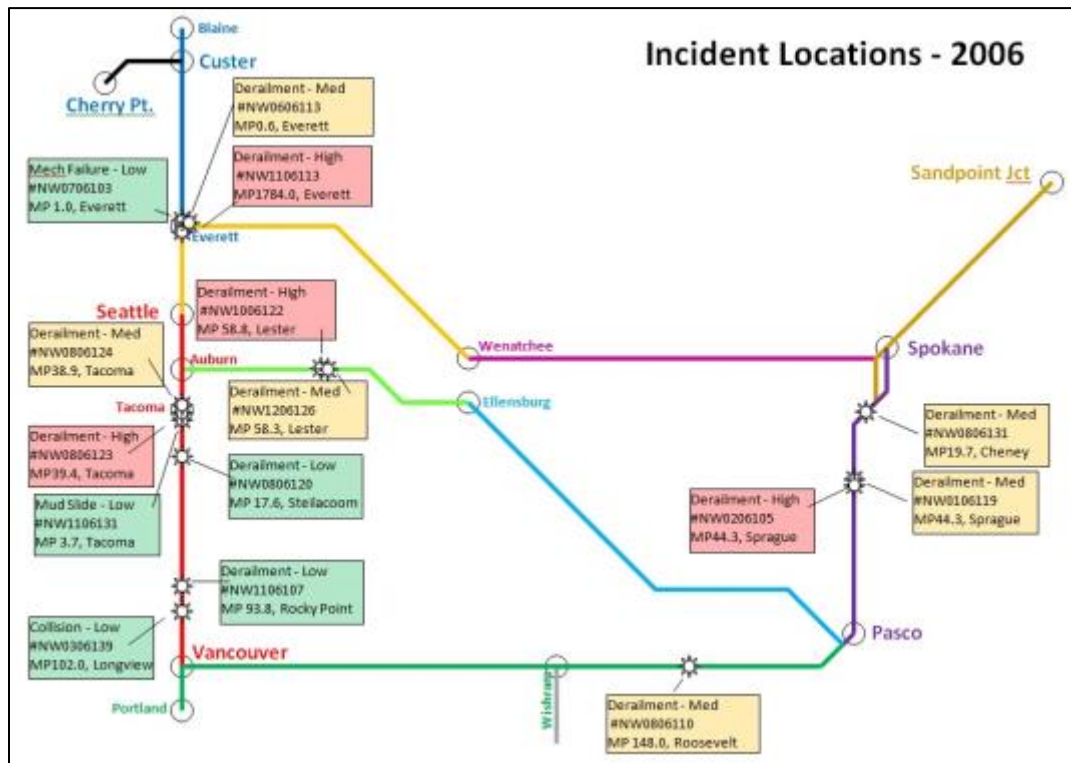 Incident Locations - 2006
Blaine
Custer
Cherry Pt.
Derailment - Med
#NW0606113
MP0.6, Everett
Derailment - High
#NW1106113
MP1784.0, Everett
Mech Failure - Low
#NW0706103
MP 1.0, Everett
Everett
Sandpoint Jct
Seattle
Derailment - High
#NW1006122
MP 58.8, Lester
Derailment - Med
#NW0806124
MP38.9, Tacoma
Auburn
Wenatchee
Spokane
Derailment - Med
#NW1206126
MP 58.3, Lester
Ellensburg
Tacoma
Derailment - High
#NW0806123
MP39.4, Tacoma
Derailment - Med
#NW0806131
MP19.7, Cheney
Derailment - Low
#NW0806120
MP 17.6, Steilacoom
Mud Slide - Low
#NW1106131
MP 3.7, Tacoma
Derailment - High
#NW0206105
MP44.3, Sprague
Derailment - Med
#NW0106119
MP44.3, Sprague
Derailment - Low
#NW1106107
MP 93.8, Rocky Point
Collision - Low
#NW0306139
MP102.0, Longview
Vancouver
Pasco
Portland
Wishram
Derailment - Med
#NW0806110
MP 148.0, Roosevelt